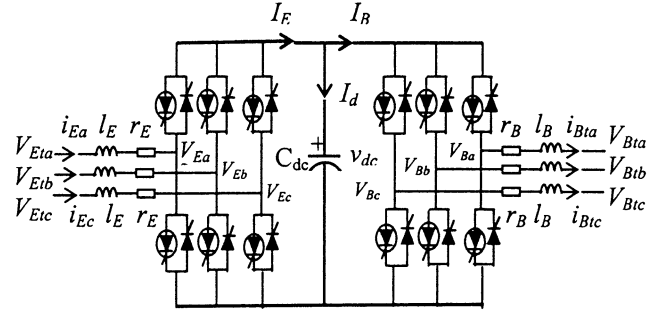 I_E I_B
I_d
i_Ea l_E r_E
V_Eta V_Ea
V_Etb V_Eb
V_Etc i_Ec l_E r_E V_Ec
+
C_dc v_dc
r_B l_B i_Bta
V_Ba V_Bta
V_Bb V_Btb
V_Bc r_B l_B i_Btc V_Btc